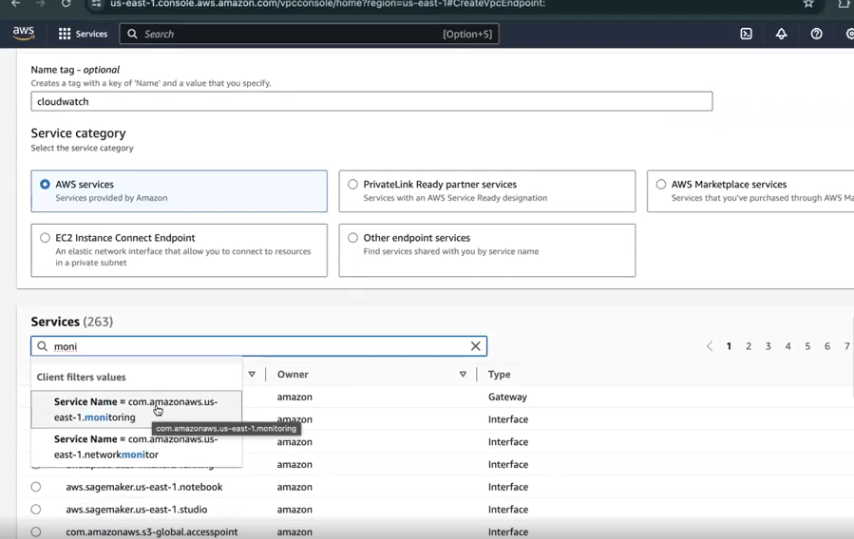 us-east-1.console.aws.amazon.com/vpcconsole/home?region=us-east-1#CreateVpcEndpoint:
aws
Services
Search
[Option+S]
Name tag - optional
Creates a tag with a key of 'Name' and a value that you specify.
cloudwatch
Service category
Select the service category
AWS services
Services provided by Amazon
PrivateLink Ready partner services
Services with an AWS Service Ready designation
AWS Marketplace services
Services that you've purchased through AWS Ma
EC2 Instance Connect Endpoint
An elastic network interface that allow you to connect to resources
in a private subnet
Other endpoint services
Find services shared with you by service name
Services (263)
moni
1 2 3 4 5 6 7
Client filters values
Owner
Type
Service Name = com.amazonaws.us-
east-1.monitoring
amazon
Gateway
com.amazonaws.us-east-1.monitoring
amazon
Interface
Service Name = com.amazonaws.us-
east-1.networkmonitor
amazon
Interface
amazon
Interface
aws.sagemaker.us-east-1.notebook
amazon
Interface
aws.sagemaker.us-east-1.studio
amazon
Interface
com.amazonaws.s3-global.accesspoint
amazon
Interface